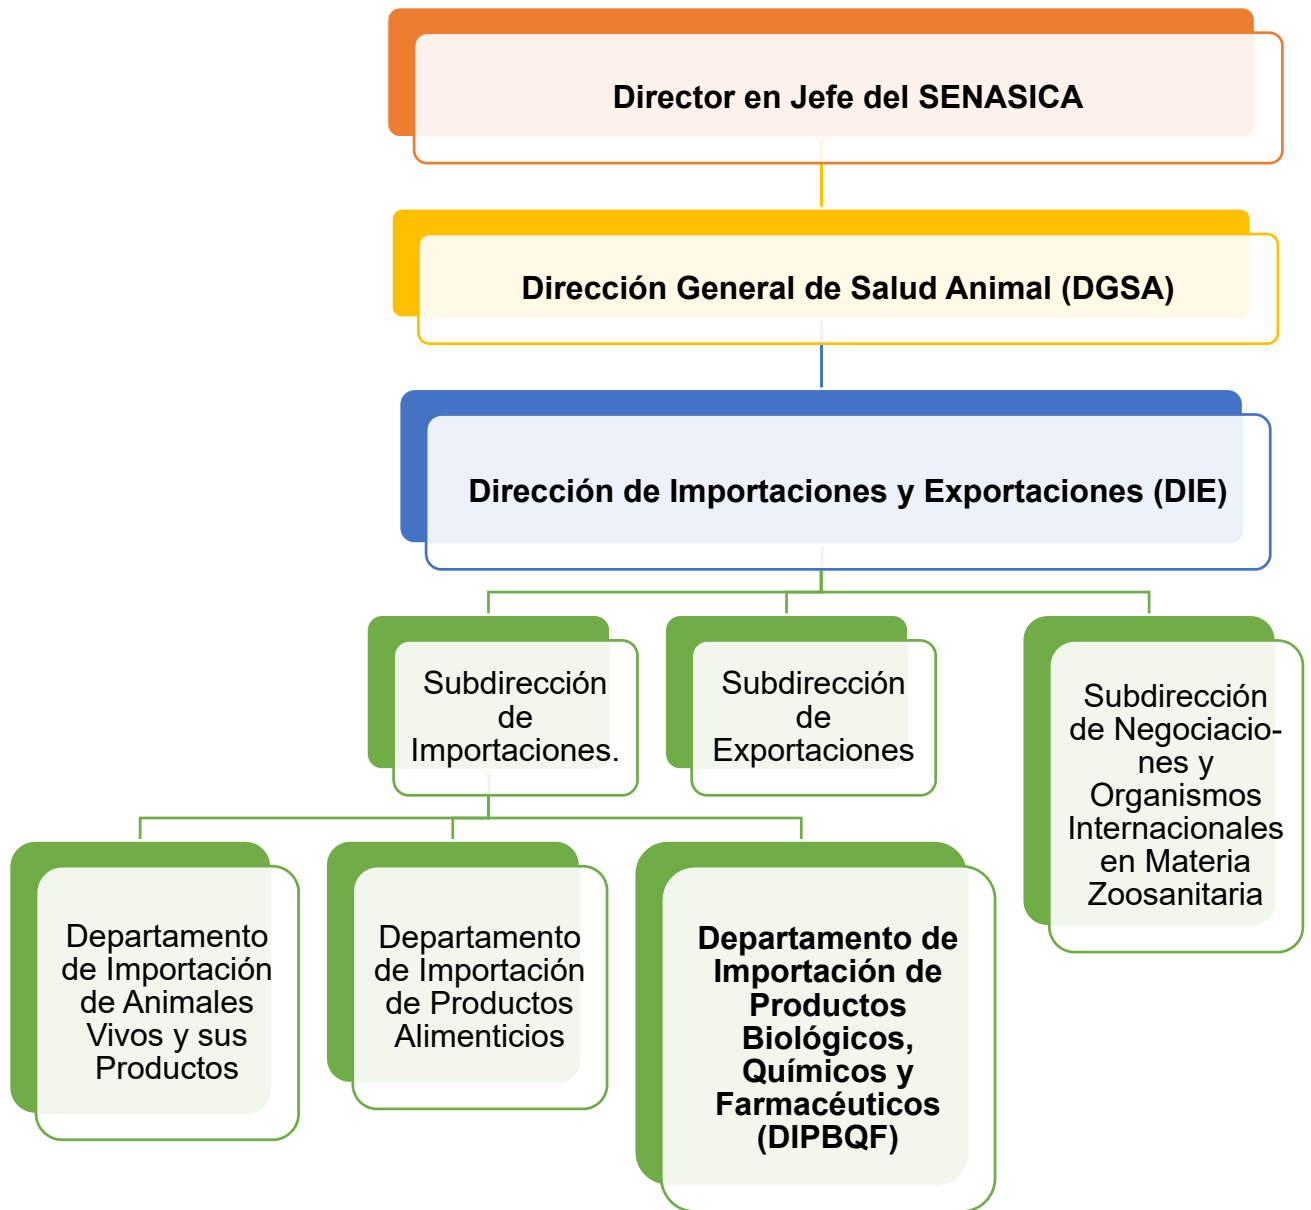 Director en Jefe del SENASICA
Dirección General de Salud Animal (DGSA)
Dirección de Importaciones y Exportaciones (DIE)
Subdirección
de
Importaciones.
Subdirección
de
Exportaciones
Subdirección
de Negociacio-
nes y
Organismos
Internacionales
en Materia
Zoosanitaria
Departamento
de Importación
de Animales
Vivos y sus
Productos
Departamento
de Importación
de Productos
Alimenticios
Departamento de
Importación de
Productos
Biológicos,
Químicos y
Farmacéuticos
(DIPBQF)